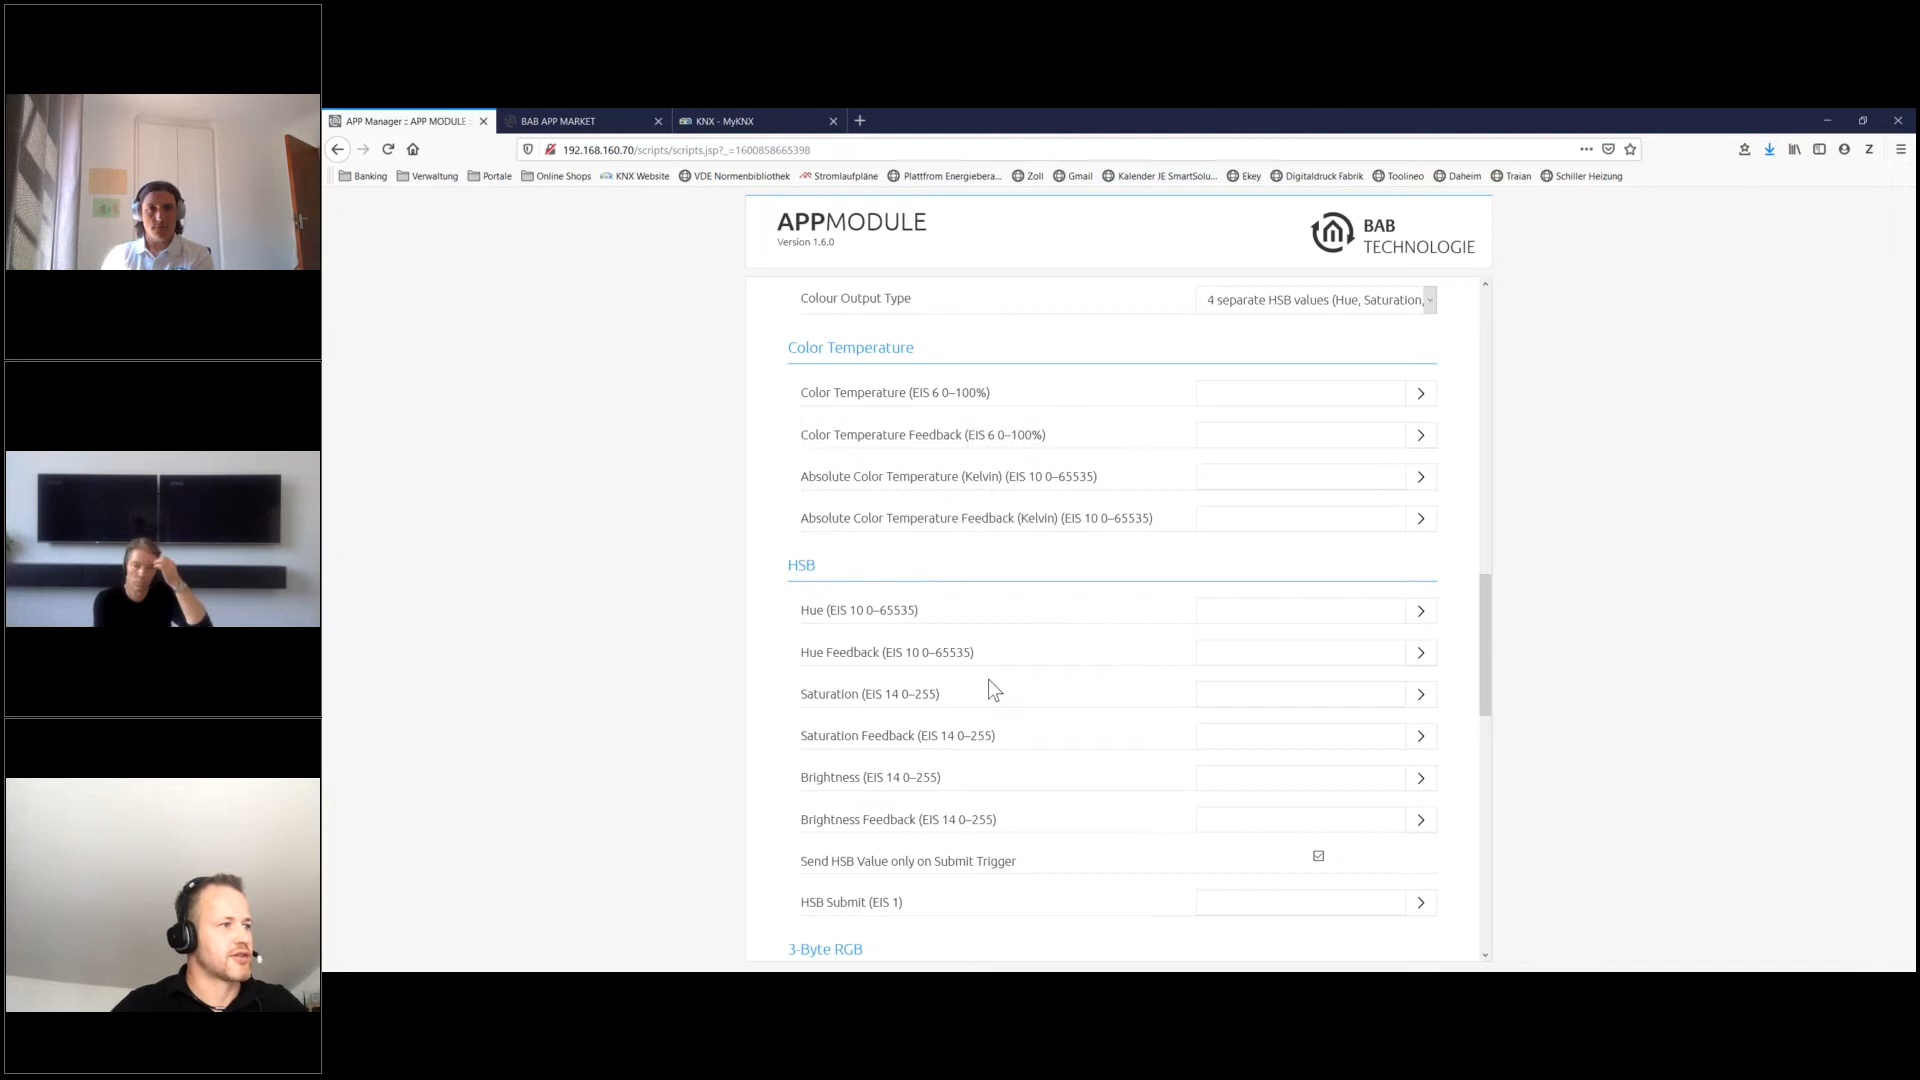 APP Manager :: APP MODULE ::
BAB APP MARKET
KNX - MyKNX
192.168.160.70/scripts/scripts.jsp?_=1600858665398
Banking
Verwaltung
Portale
Online Shops
KNX Website
VDE Normenbibliothek
Stromlaufpläne
Plattfrom Energiebera...
Zoll
Gmail
Kalender JE SmartSolu...
Ekey
Digitaldruck Fabrik
Toolineo
Daheim
Traian
Schiller Heizung
APPMODULE
Version 1.6.0
BAB
TECHNOLOGIE
Colour Output Type
4 separate HSB values (Hue, Saturation,
Color Temperature
Color Temperature (EIS 6 0–100%)
Color Temperature Feedback (EIS 6 0–100%)
Absolute Color Temperature (Kelvin) (EIS 10 0–65535)
Absolute Color Temperature Feedback (Kelvin) (EIS 10 0–65535)
HSB
Hue (EIS 10 0–65535)
Hue Feedback (EIS 10 0–65535)
Saturation (EIS 14 0–255)
Saturation Feedback (EIS 14 0–255)
Brightness (EIS 14 0–255)
Brightness Feedback (EIS 14 0–255)
Send HSB Value only on Submit Trigger
HSB Submit (EIS 1)
3-Byte RGB